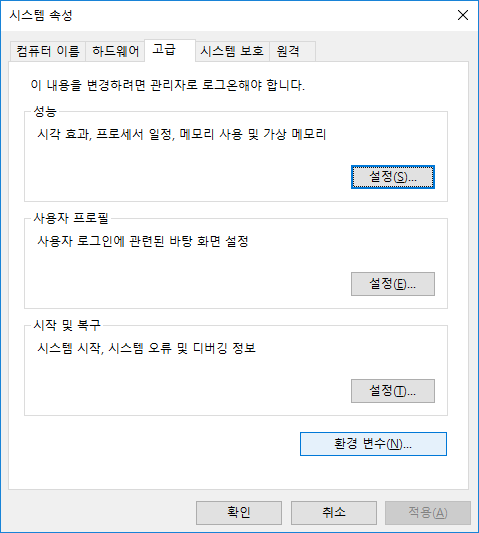 시스템 속성
컴퓨터 이름 하드웨어 고급 시스템 보호 원격
이 내용을 변경하려면 관리자로 로그온해야 합니다.
성능
시각 효과, 프로세서 일정, 메모리 사용 및 가상 메모리
설정(S)...
사용자 프로필
사용자 로그인에 관련된 바탕 화면 설정
설정(E)...
시작 및 복구
시스템 시작, 시스템 오류 및 디버깅 정보
설정(T)...
환경 변수(N)...
확인 취소 적용(A)